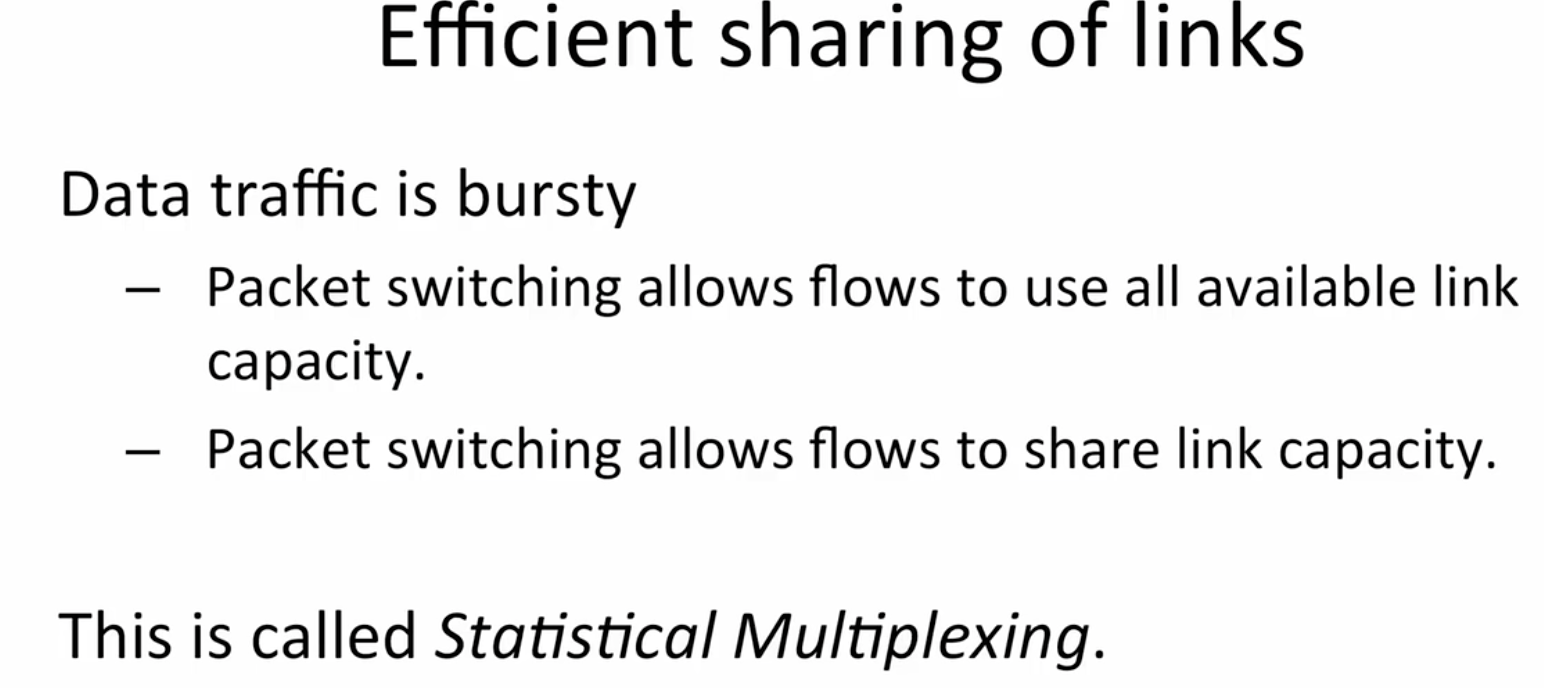 Efficient sharing of links
Data traffic is bursty
– Packet switching allows flows to use all available link
capacity.
– Packet switching allows flows to share link capacity.
This is called Statistical Multiplexing.